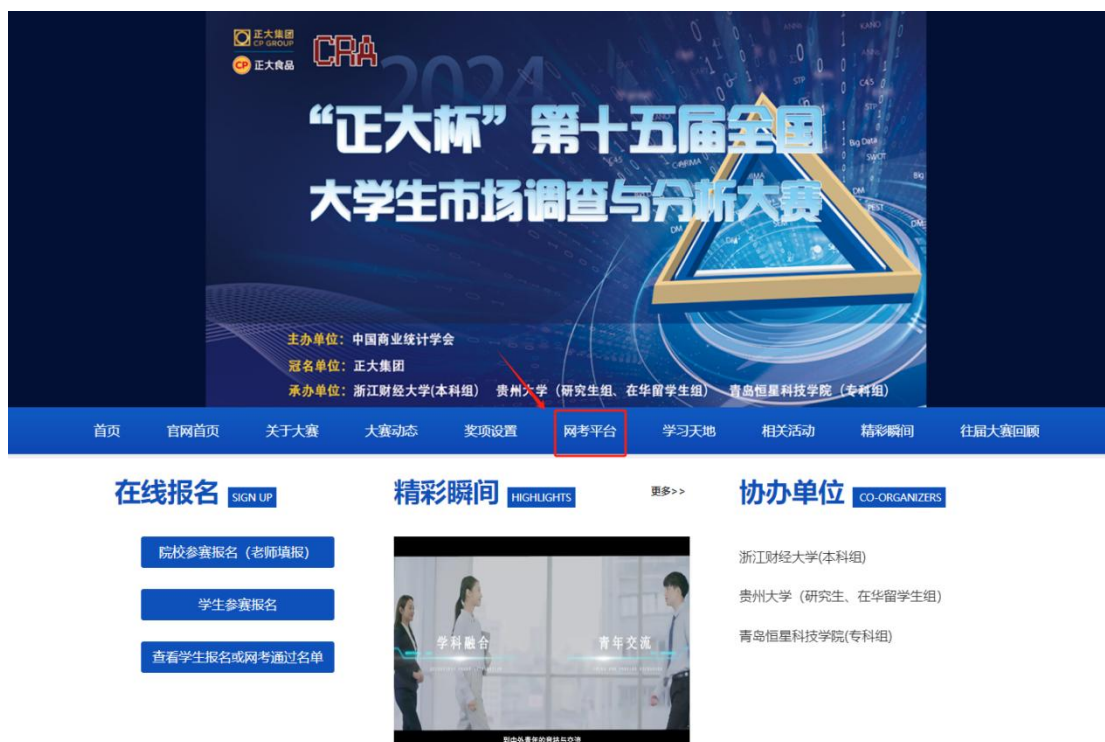 正大集团
CP GROUP
CP 正大食品
CRA
2024
“正大杯”第十五届全国
大学生市场调查与分析大赛
主办单位：中国商业统计学会
冠名单位：正大集团
承办单位：浙江财经大学(本科组) 贵州大学（研究生组、在华留学生组） 青岛恒星科技学院（专科组）
首页 官网首页 关于大赛 大赛动态 奖项设置 网考平台 学习天地 相关活动 精彩瞬间 往届大赛回顾
在线报名 SIGN UP
院校参赛报名（老师填报）
学生参赛报名
查看学生报名或网考通过名单
精彩瞬间 HIGHLIGHTS 更多>>
学科融合 青年交流
到中外青年的竞技与交流
协办单位 CO-ORGANIZERS
浙江财经大学(本科组)
贵州大学（研究生、在华留学生组)
青岛恒星科技学院(专科组)